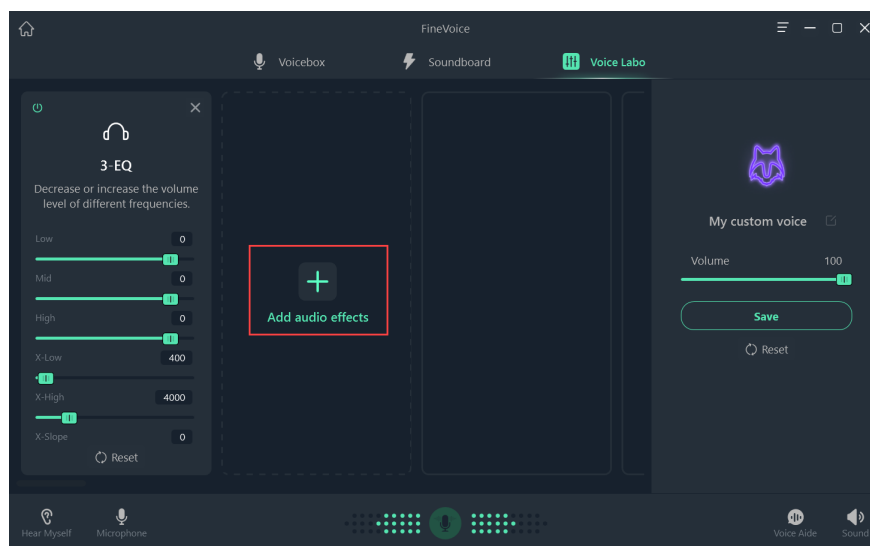 FineVoice
Voicebox
Soundboard
Voice Labo
3-EQ
Decrease or increase the volume
level of different frequencies.
Low 0
Mid 0
High 0
X-Low 400
X-High 4000
X-Slope 0
Reset
Add audio effects
My custom voice
Volume 100
Save
Reset
Hear Myself
Microphone
Voice Aide
Sound